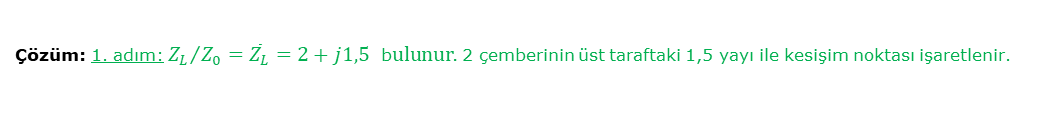 Çözüm: 1. adım: Z_L/Z_0 = Z̄_L = 2 + j1,5 bulunur. 2 çemberinin üst taraftaki 1,5 yayı ile kesişim noktası işaretlenir.